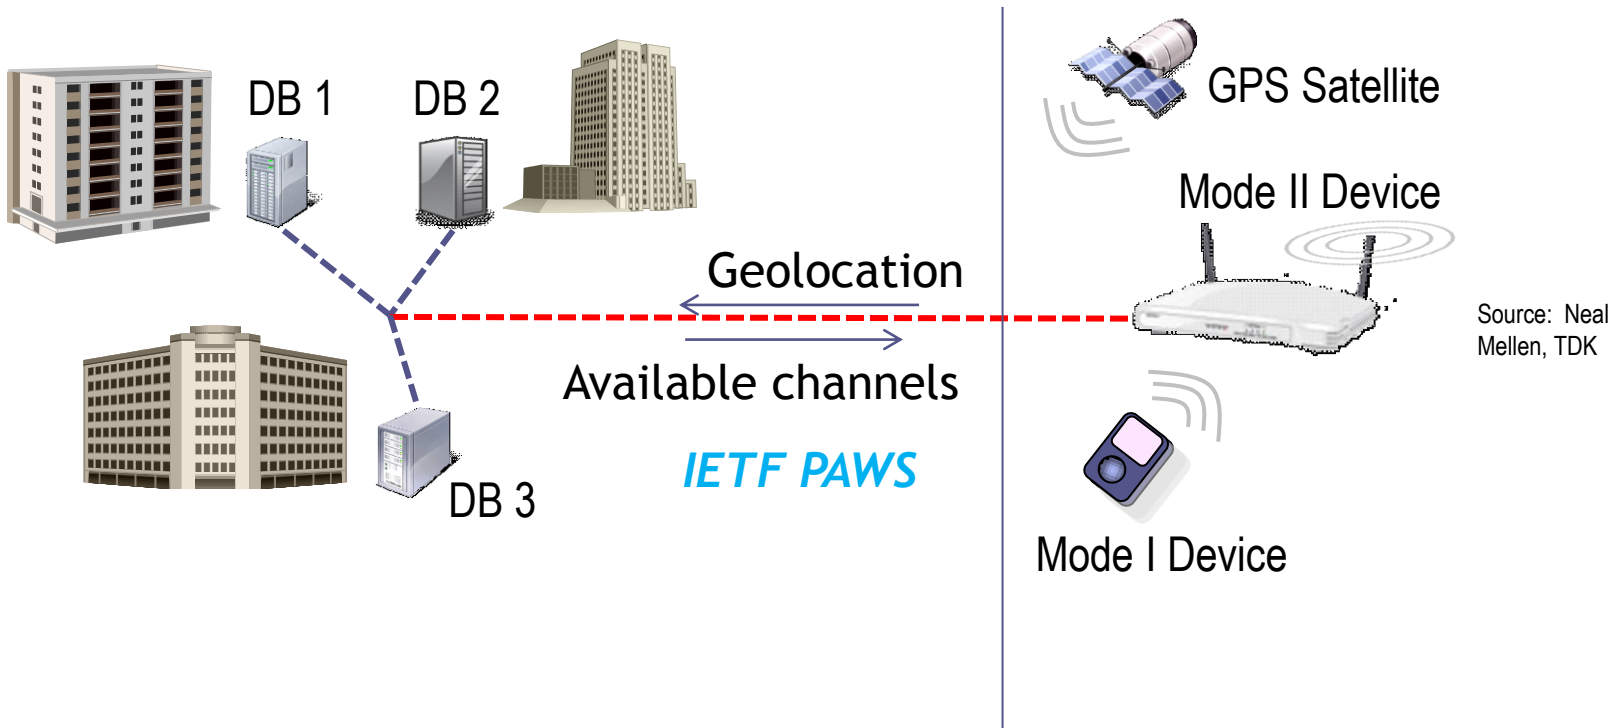 DB 1
DB 2
GPS Satellite
Mode II Device
Geolocation
Source: Neal
Mellen, TDK
Available channels
IETF PAWS
DB 3
Mode I Device